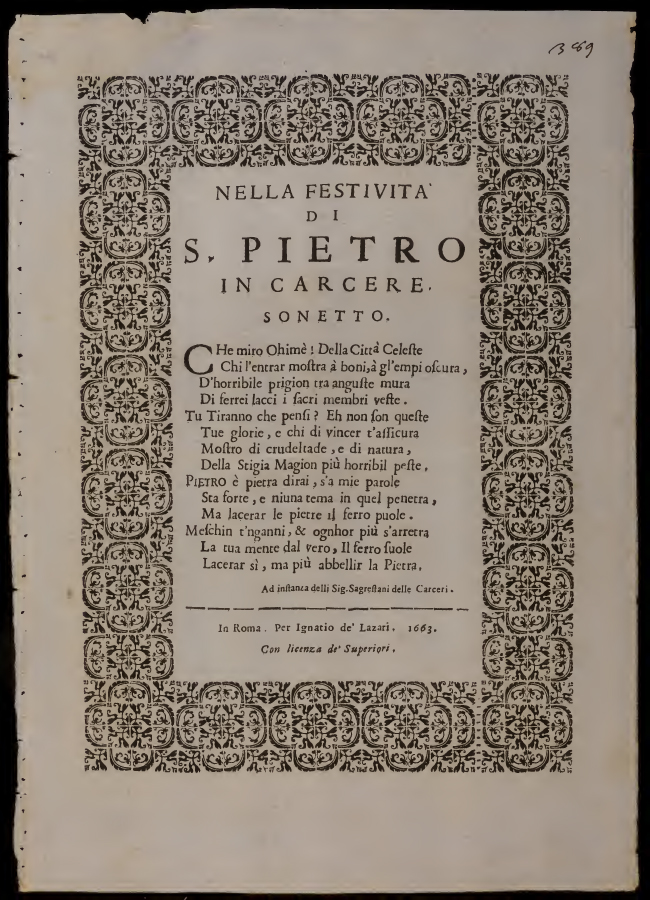 B 89
NELLA FESTIVITA'
DI
S. PIETRO
IN CARCERE.
SONETTO.
CHe miro Ohimè! Della Città Celeſte
Chi l'entrar moſtra à boni, à gl'empi oſcura,
D'horribile prigion tra anguſte mura
Di ferrei lacci i ſacri membri veſte.
Tu Tiranno che penſi? Eh non ſon queſte
Tue glorie, e chi di vincer t'aſſicura
Moſtro di crudeltade, e di natura,
Della Stigia Magion più horribil peſte.
PIETRO è pietra dirai, s'a mie parole
Sta forte, e niuna tema in quel penetra,
Ma lacerar le pietre il ferro puole.
Meſchin t'nganni, & ognhor più s'arretra
La tua mente dal vero, Il ferro ſuole
Lacerar sì, ma più abbellir la Pietra.
Ad inſtanca delli Sig. Sagreſtani delle Carceri.
In Roma. Per Ignatio de' Lazari. 1663.
Con licenza de' Superiori.